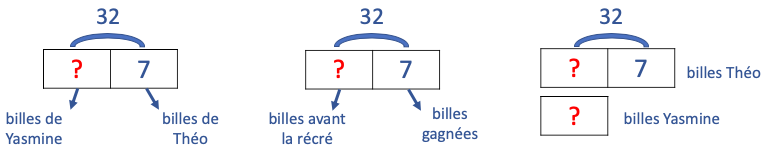 32
? 7
billes de
Yasmine
billes de
Théo
32
? 7
billes avant
la récré
billes
gagnées
32
? 7
billes Théo
?
billes Yasmine